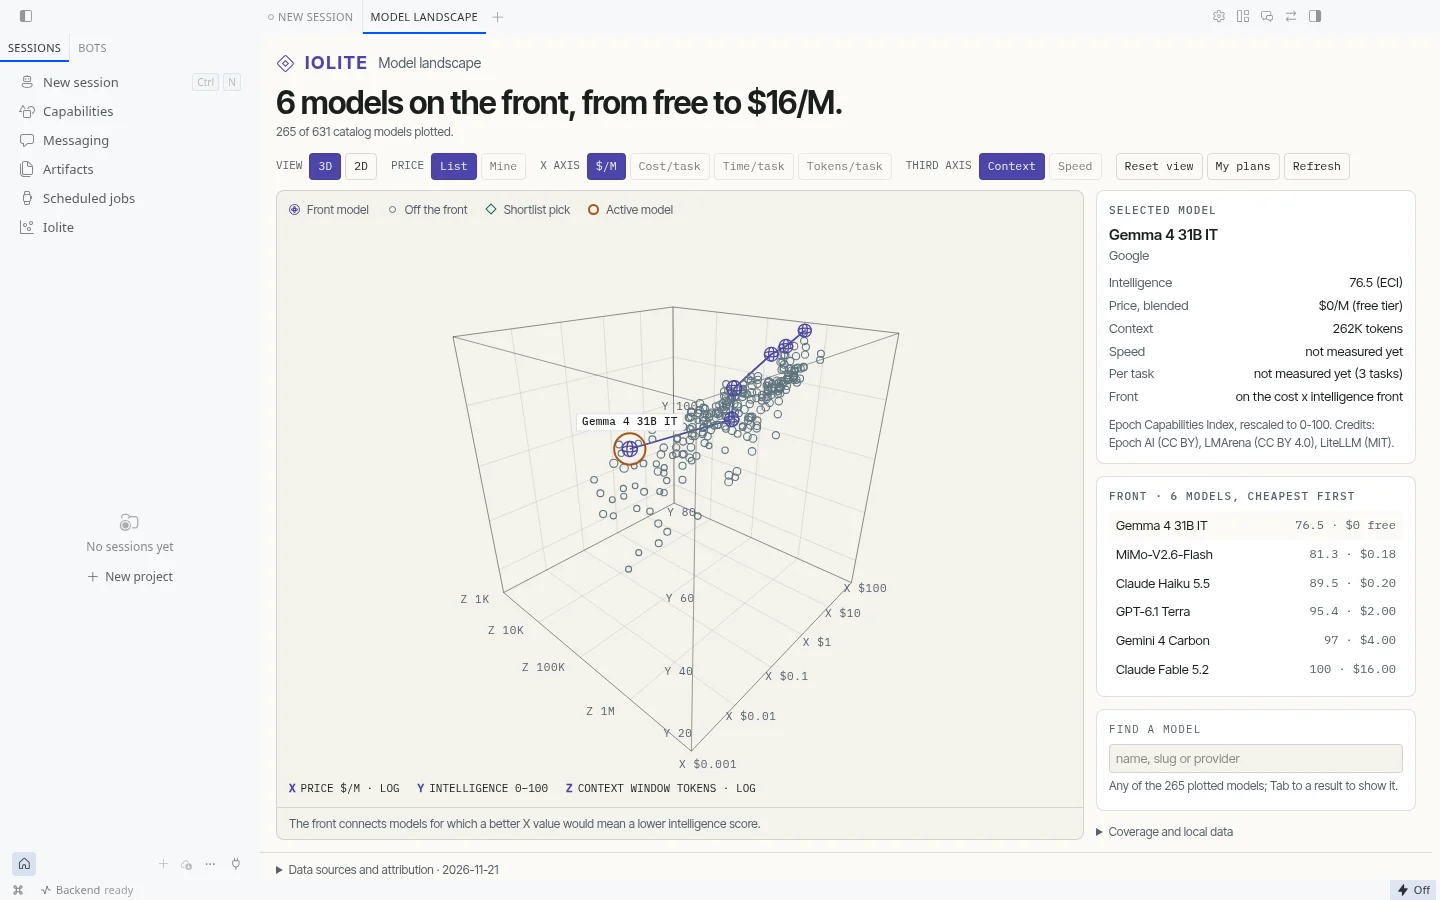 NEW SESSION
MODEL LANDSCAPE
SESSIONS
BOTS
New session
Ctrl
N
Capabilities
Messaging
Artifacts
Scheduled jobs
Iolite
No sessions yet
New project
Backend ready
IOLITE
Model landscape
6 models on the front, from free to $16/M.
265 of 631 catalog models plotted.
VIEW 3D 2D PRICE List Mine X AXIS $/M Cost/task Time/task Tokens/task THIRD AXIS Context Speed Reset view My plans Refresh
Front model
Off the front
Shortlist pick
Active model
Y 100
Gemma 4 31B IT
Y 80
Y 60
Y 40
Y 20
Z 1K
Z 10K
Z 100K
Z 1M
X $100
X $10
X $1
X $0.1
X $0.01
X $0.001
X PRICE $/M · LOG Y INTELLIGENCE 0–100 Z CONTEXT WINDOW TOKENS · LOG
The front connects models for which a better X value would mean a lower intelligence score.
SELECTED MODEL
Gemma 4 31B IT
Google
Intelligence 76.5 (ECI)
Price, blended $0/M (free tier)
Context 262K tokens
Speed not measured yet
Per task not measured yet (3 tasks)
Front on the cost x intelligence front
Epoch Capabilities Index, rescaled to 0-100. Credits:
Epoch AI (CC BY), LMArena (CC BY 4.0), LiteLLM (MIT).
FRONT · 6 MODELS, CHEAPEST FIRST
Gemma 4 31B IT 76.5 · $0 free
MiMo-V2.6-Flash 81.3 · $0.18
Claude Haiku 5.5 89.5 · $0.20
GPT-6.1 Terra 95.4 · $2.00
Gemini 4 Carbon 97 · $4.00
Claude Fable 5.2 100 · $16.00
FIND A MODEL
name, slug or provider
Any of the 265 plotted models; Tab to a result to show it.
Coverage and local data
Data sources and attribution · 2026-11-21
Off